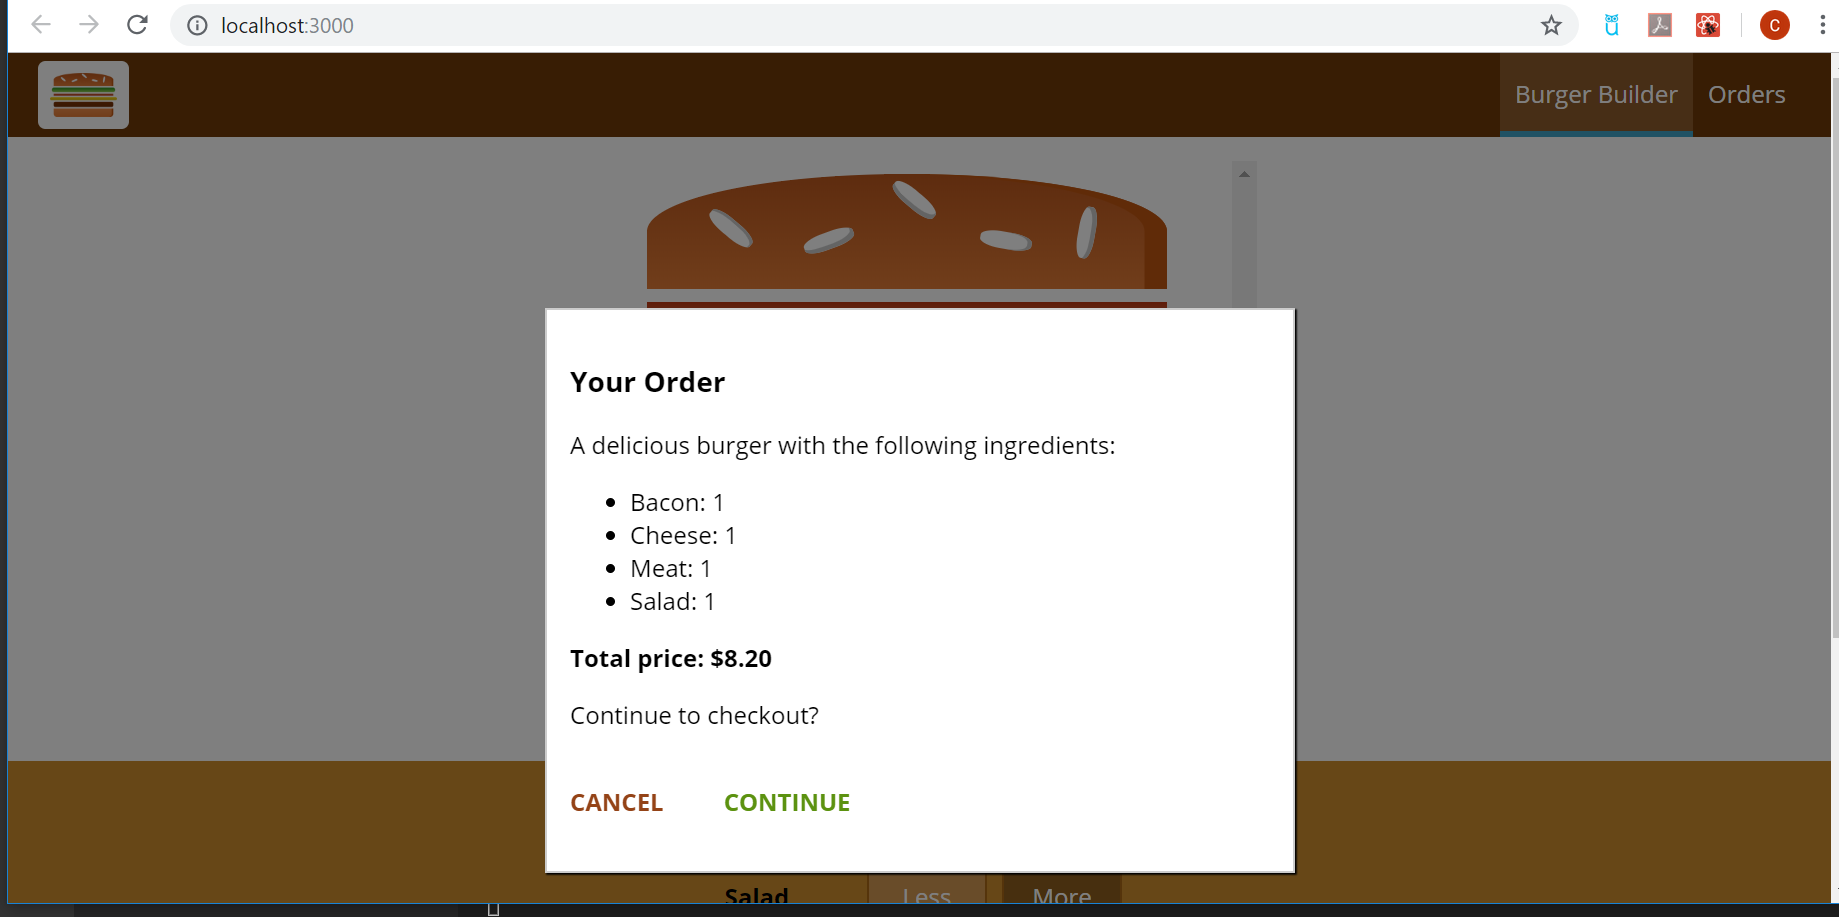 localhost:3000
C
Burger Builder
Orders
Your Order
A delicious burger with the following ingredients:
Bacon: 1
Cheese: 1
Meat: 1
Salad: 1
Total price: $8.20
Continue to checkout?
CANCEL
CONTINUE
Salad
Less
More